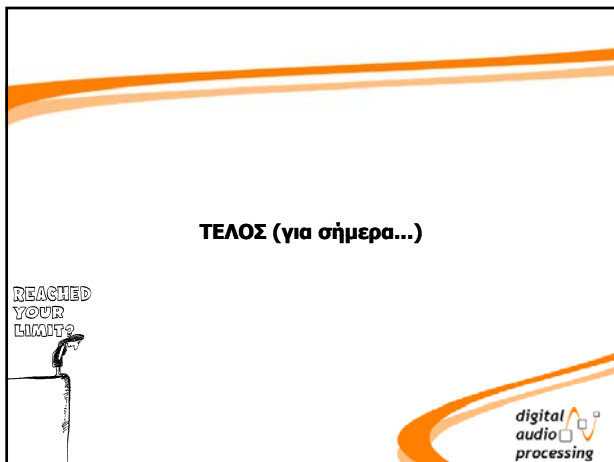 ΤΕΛΟΣ (για σήμερα...)
REACHED
YOUR
LIMIT?
digital
audio
processing